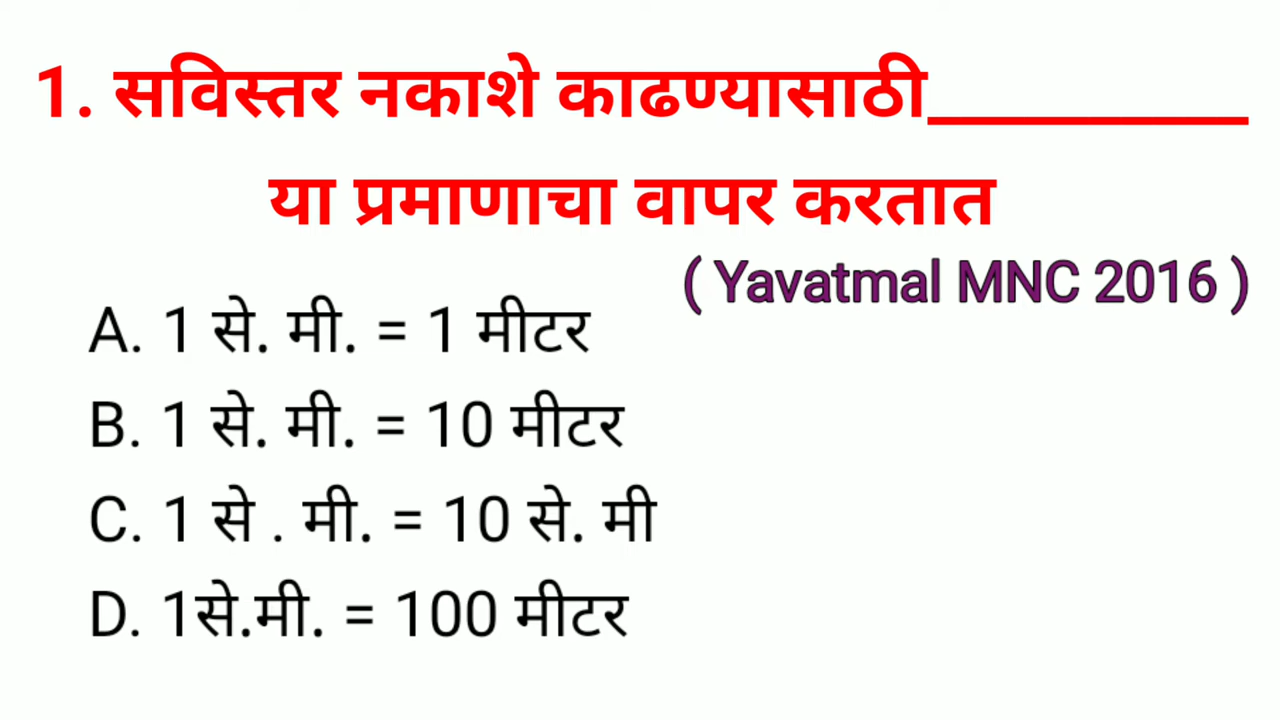 1. सविस्तर नकाशे काढण्यासाठी__________
या प्रमाणाचा वापर करतात
( Yavatmal MNC 2016 )
A. 1 से. मी. = 1 मीटर
B. 1 से. मी. = 10 मीटर
C. 1 से . मी. = 10 से. मी
D. 1से.मी. = 100 मीटर